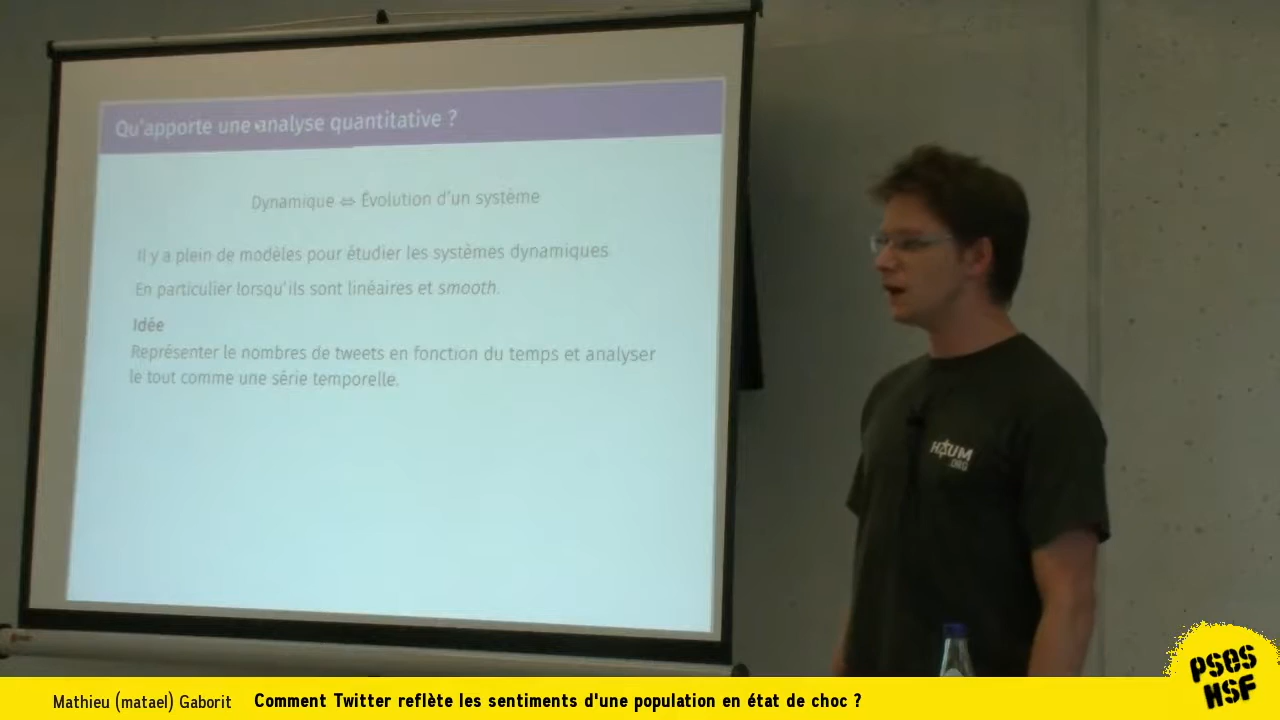 Qu'apporte une analyse quantitative ?
Dynamique ⇔ Évolution d'un système
Il y a plein de modèles pour étudier les systèmes dynamiques
En particulier lorsqu'ils sont linéaires et smooth.
Idée
Représenter le nombres de tweets en fonction du temps et analyser
le tout comme une série temporelle.
HAUM
.ORG
Mathieu (matael) Gaborit Comment Twitter reflète les sentiments d'une population en état de choc ?
PSES
HSF